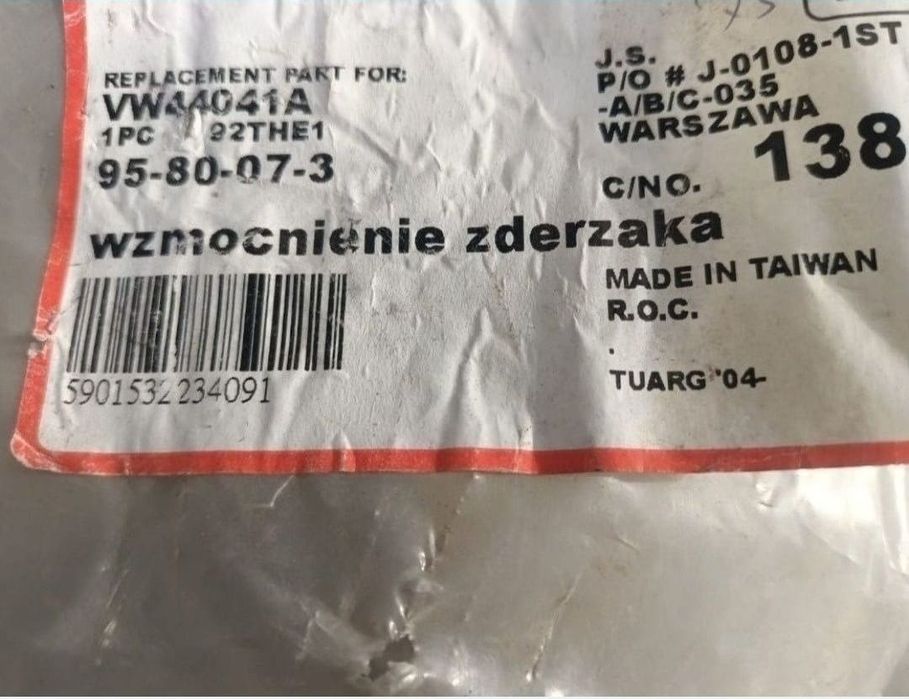 REPLACEMENT PART FOR:
VW44041A
1PC 92THE1
95-80-07-3
wzmocnienie zderzaka
5901532234091
J.S.
P/O # J-0108-1ST
-A/B/C-035
WARSZAWA
C/NO. 138
MADE IN TAIWAN
R.O.C.
.
TUARG '04-